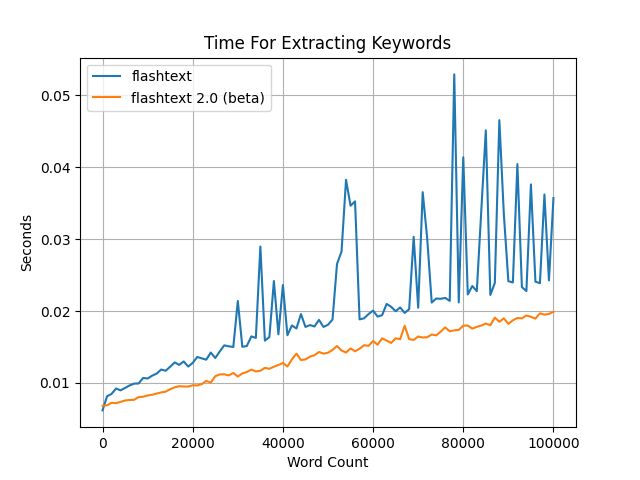 Time For Extracting Keywords
flashtext
flashtext 2.0 (beta)
0.05
0.04
0.03
0.02
0.01
Seconds
0 20000 40000 60000 80000 100000
Word Count